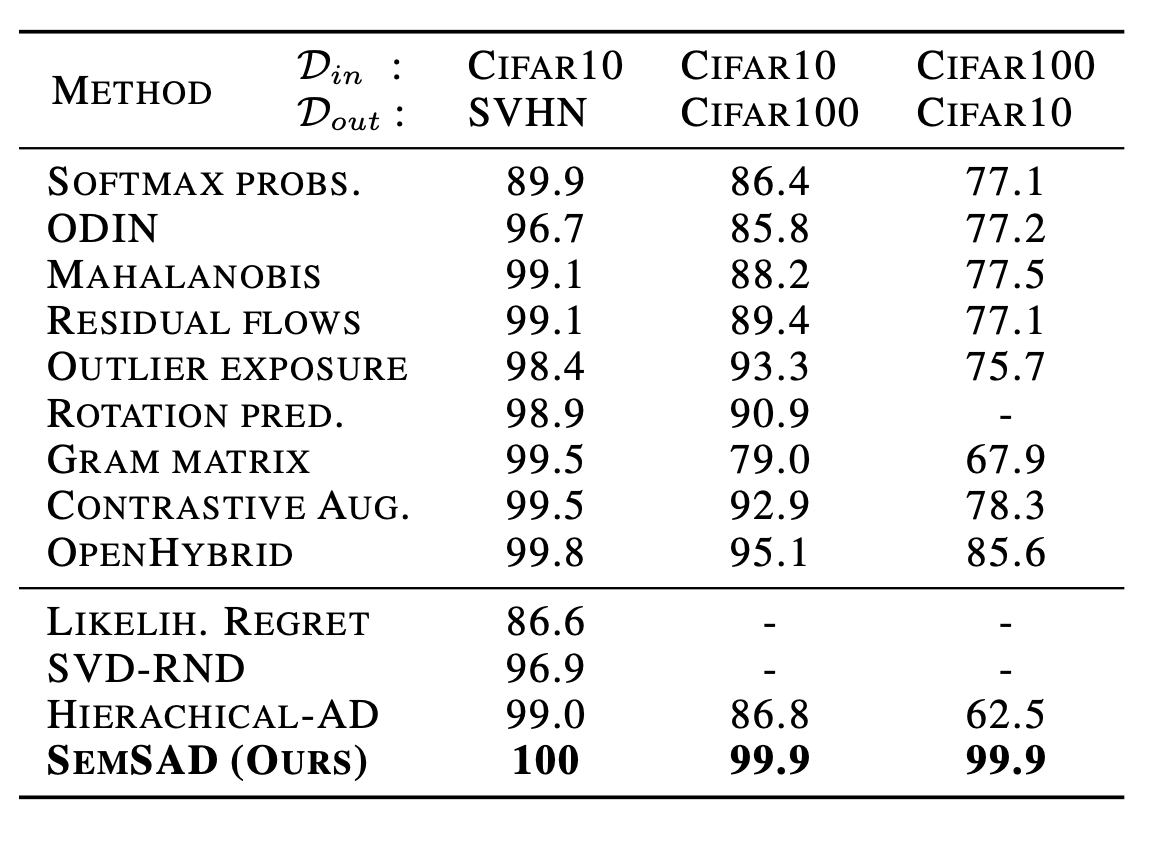 METHOD 𝒟in : CIFAR10 CIFAR10 CIFAR100
𝒟out : SVHN CIFAR100 CIFAR10
SOFTMAX PROBS. 89.9 86.4 77.1
ODIN 96.7 85.8 77.2
MAHALANOBIS 99.1 88.2 77.5
RESIDUAL FLOWS 99.1 89.4 77.1
OUTLIER EXPOSURE 98.4 93.3 75.7
ROTATION PRED. 98.9 90.9 -
GRAM MATRIX 99.5 79.0 67.9
CONTRASTIVE AUG. 99.5 92.9 78.3
OPENHYBRID 99.8 95.1 85.6
LIKELIH. REGRET 86.6 - -
SVD-RND 96.9 - -
HIERACHICAL-AD 99.0 86.8 62.5
SEMSAD (OURS) 100 99.9 99.9